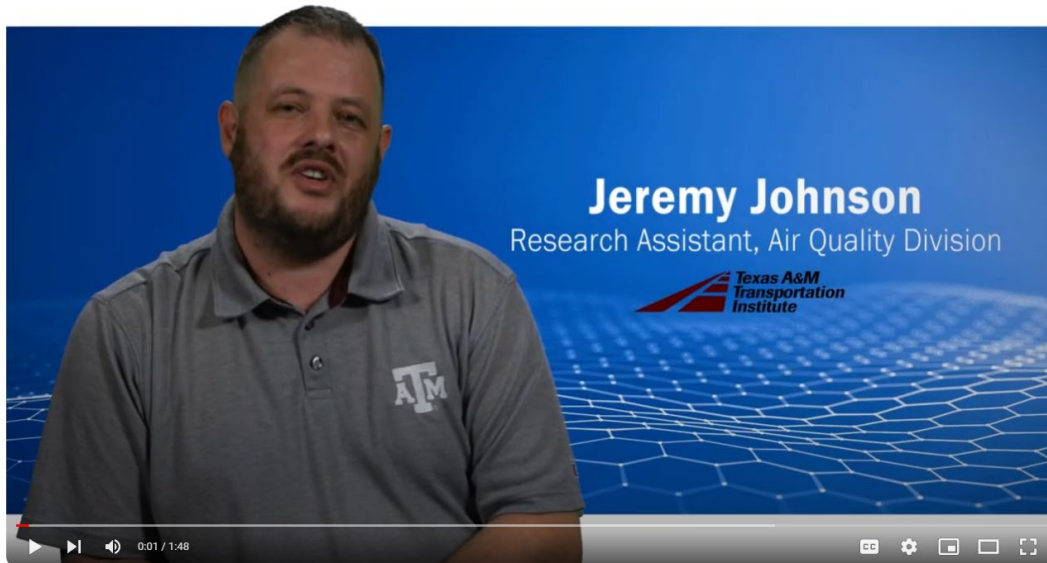 Jeremy Johnson
Research Assistant, Air Quality Division
Texas A&M
Transportation
Institute
ATM
0:01 / 1:48
CC